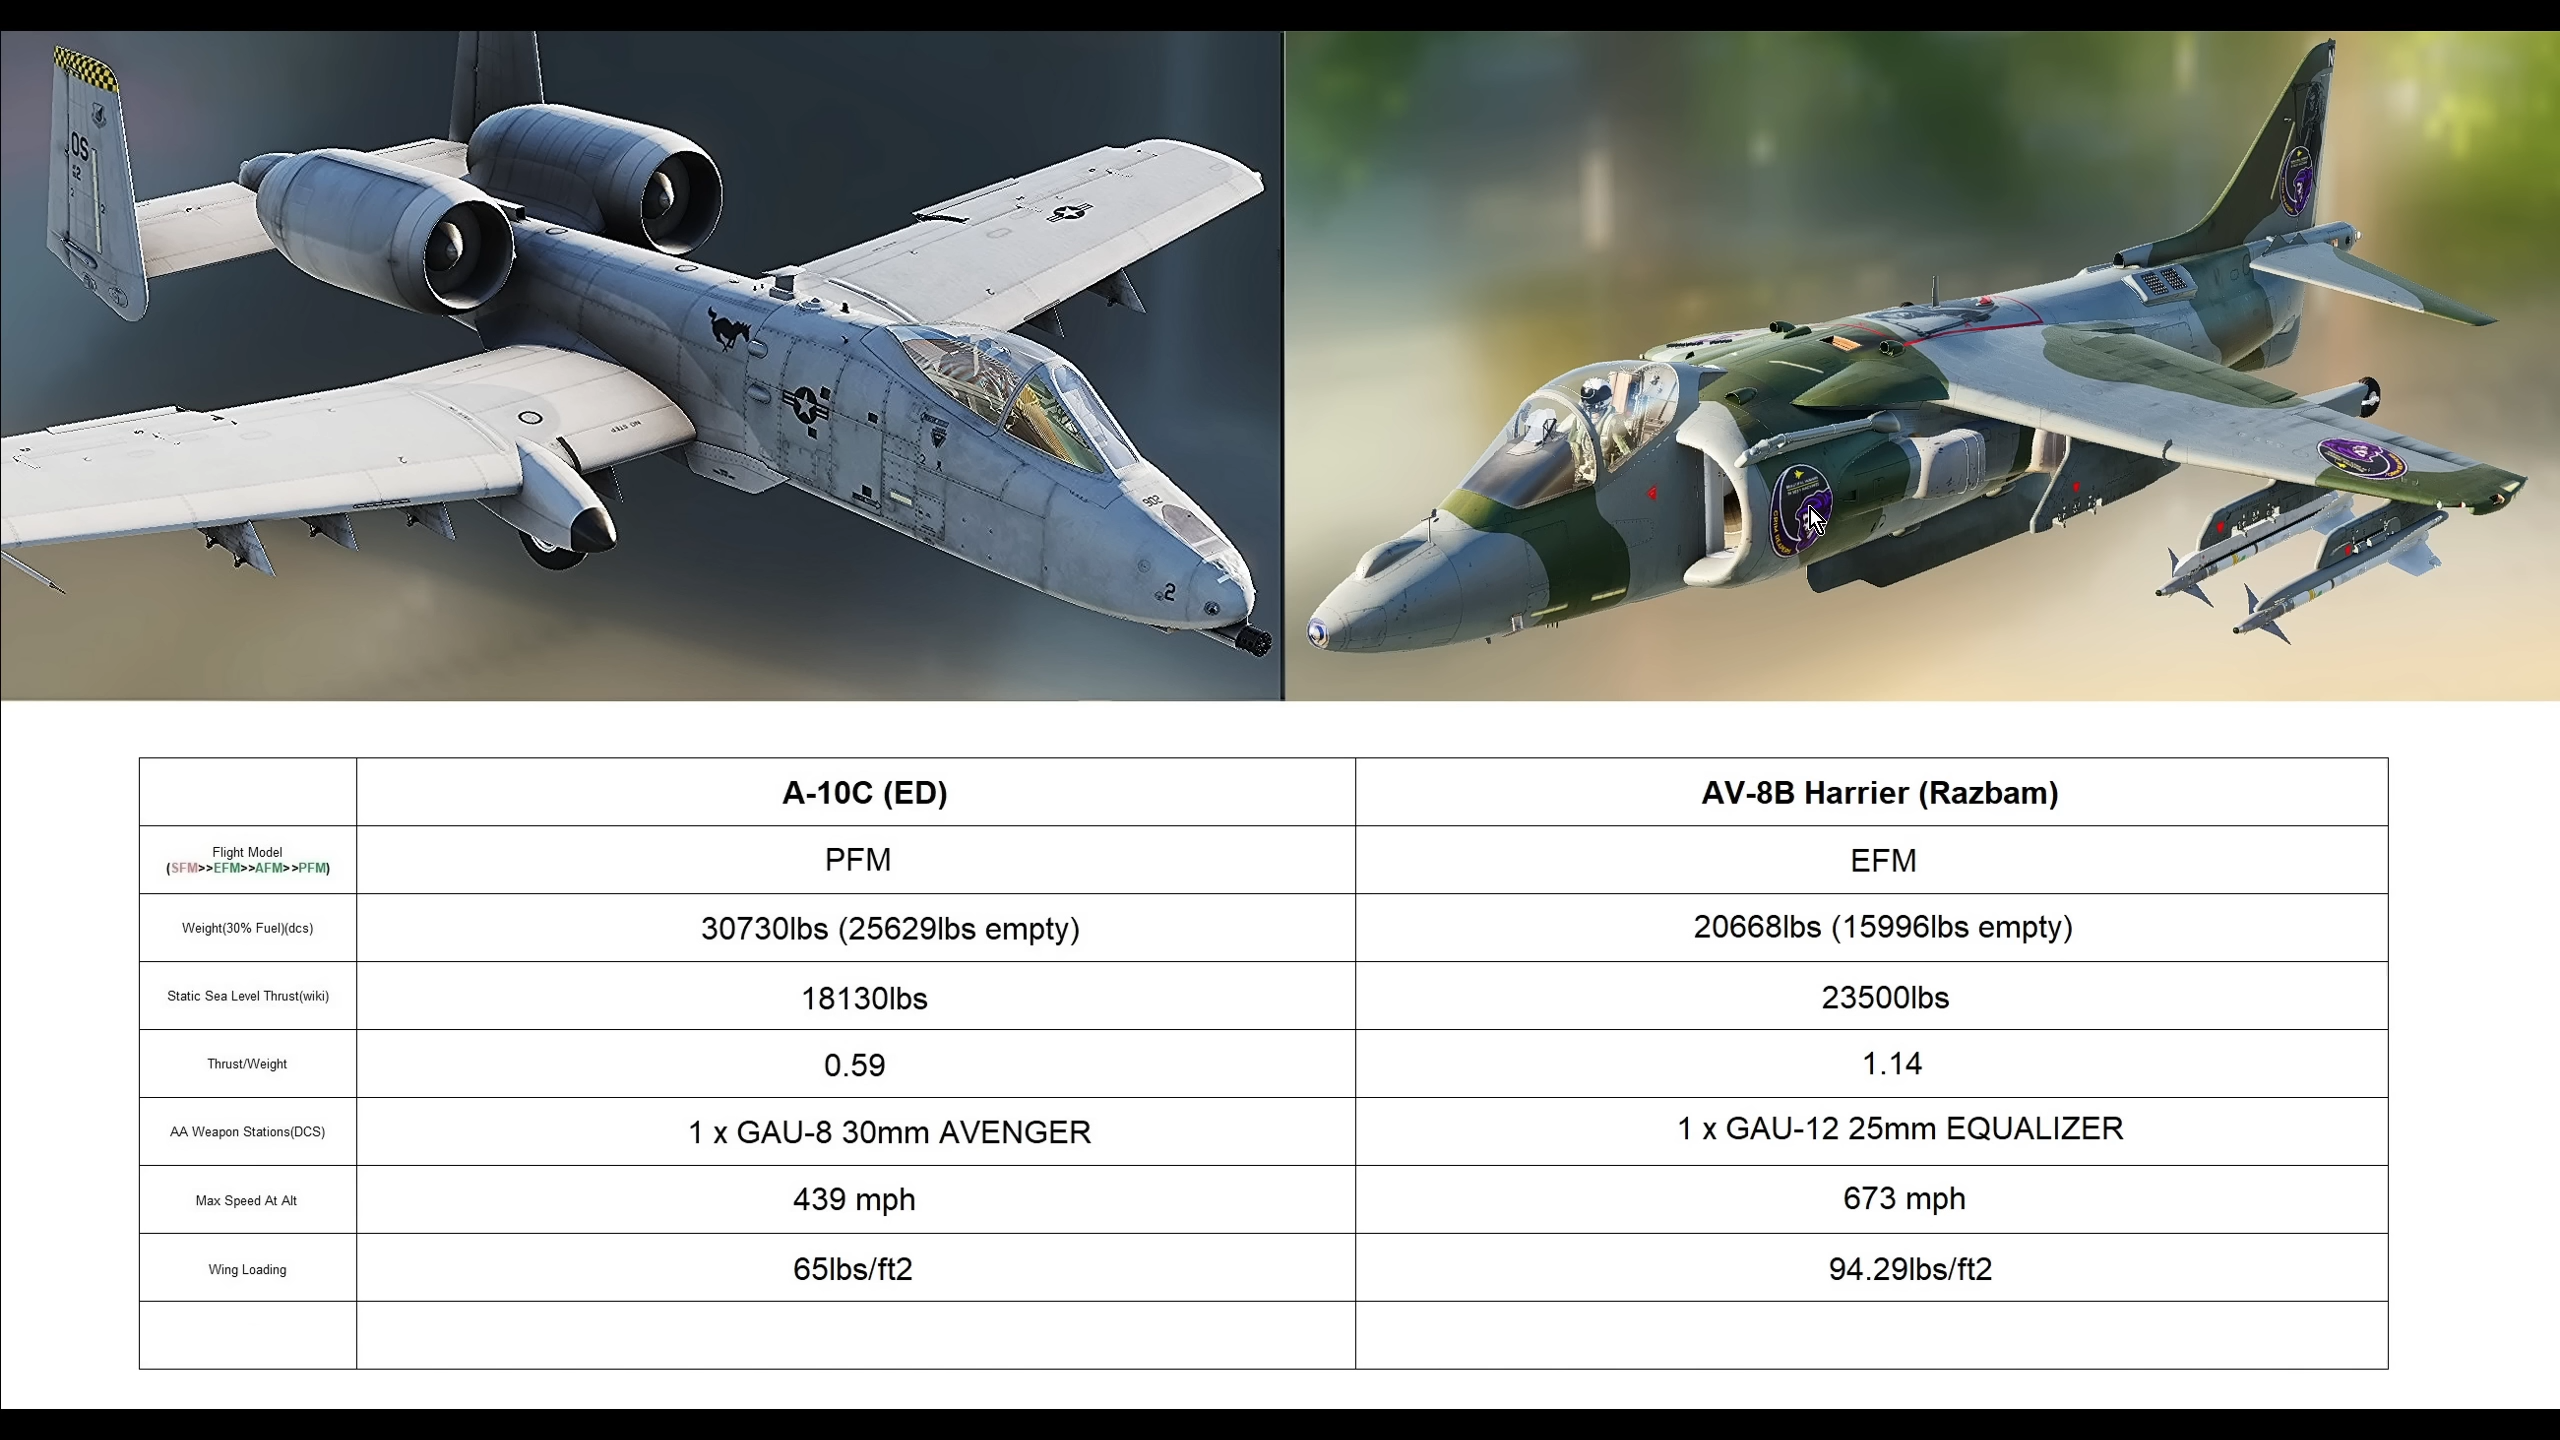 OS
NO STEP
2
A-10C (ED)
AV-8B Harrier (Razbam)
Flight Model
(SFM>>EFM>>AFM>>PFM)
PFM
EFM
Weight(30% Fuel)(dcs)
30730lbs (25629lbs empty)
20668lbs (15996lbs empty)
Static Sea Level Thrust(wiki)
18130lbs
23500lbs
Thrust/Weight
0.59
1.14
AA Weapon Stations(DCS)
1 x GAU-8 30mm AVENGER
1 x GAU-12 25mm EQUALIZER
Max Speed At Alt
439 mph
673 mph
Wing Loading
65lbs/ft2
94.29lbs/ft2